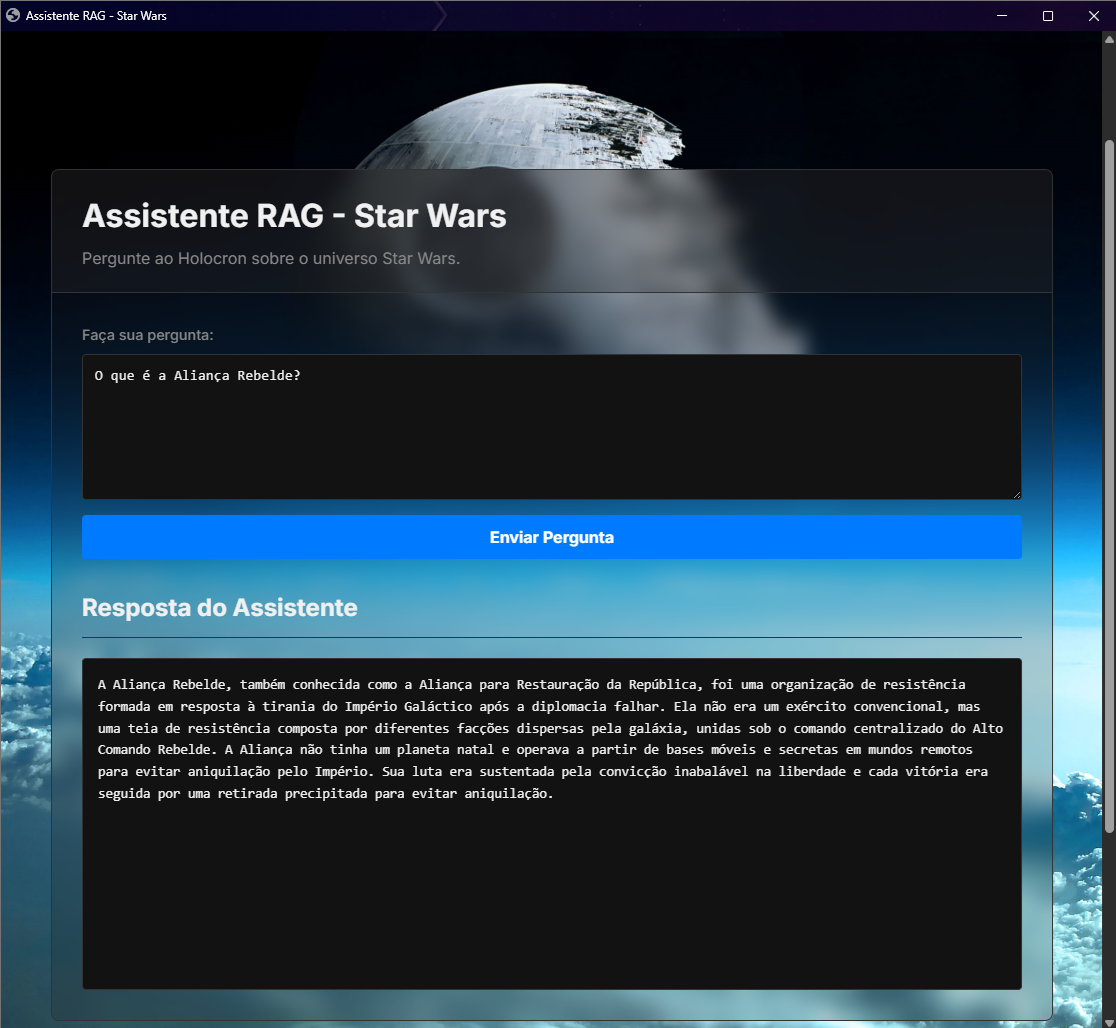 Assistente RAG - Star Wars
Assistente RAG - Star Wars
Pergunte ao Holocron sobre o universo Star Wars.
Faça sua pergunta:
O que é a Aliança Rebelde?
Enviar Pergunta
Resposta do Assistente
A Aliança Rebelde, também conhecida como a Aliança para Restauração da República, foi uma organização de resistência
formada em resposta à tirania do Império Galáctico após a diplomacia falhar. Ela não era um exército convencional, mas
uma teia de resistência composta por diferentes facções dispersas pela galáxia, unidas sob o comando centralizado do Alto
Comando Rebelde. A Aliança não tinha um planeta natal e operava a partir de bases móveis e secretas em mundos remotos
para evitar aniquilação pelo Império. Sua luta era sustentada pela convicção inabalável na liberdade e cada vitória era
seguida por uma retirada precipitada para evitar aniquilação.